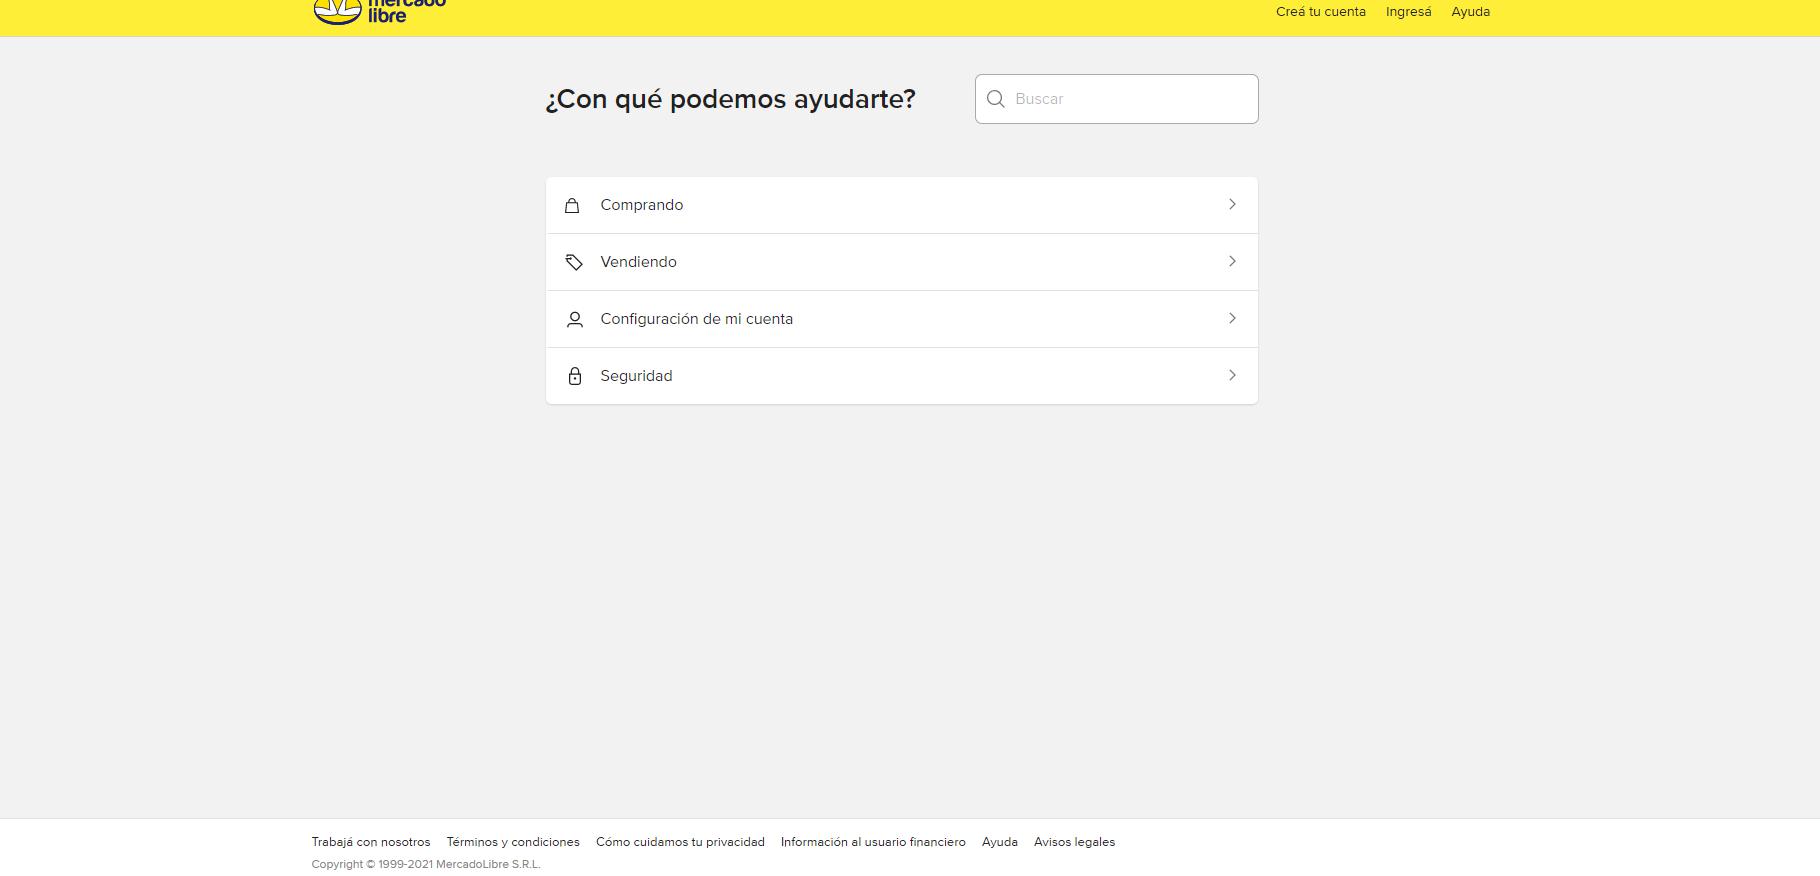 mercado
libre
Creá tu cuenta Ingresá Ayuda
¿Con qué podemos ayudarte?
Buscar
Comprando
Vendiendo
Configuración de mi cuenta
Seguridad
Trabajá con nosotros Términos y condiciones Cómo cuidamos tu privacidad Información al usuario financiero Ayuda Avisos legales
Copyright © 1999-2021 MercadoLibre S.R.L.